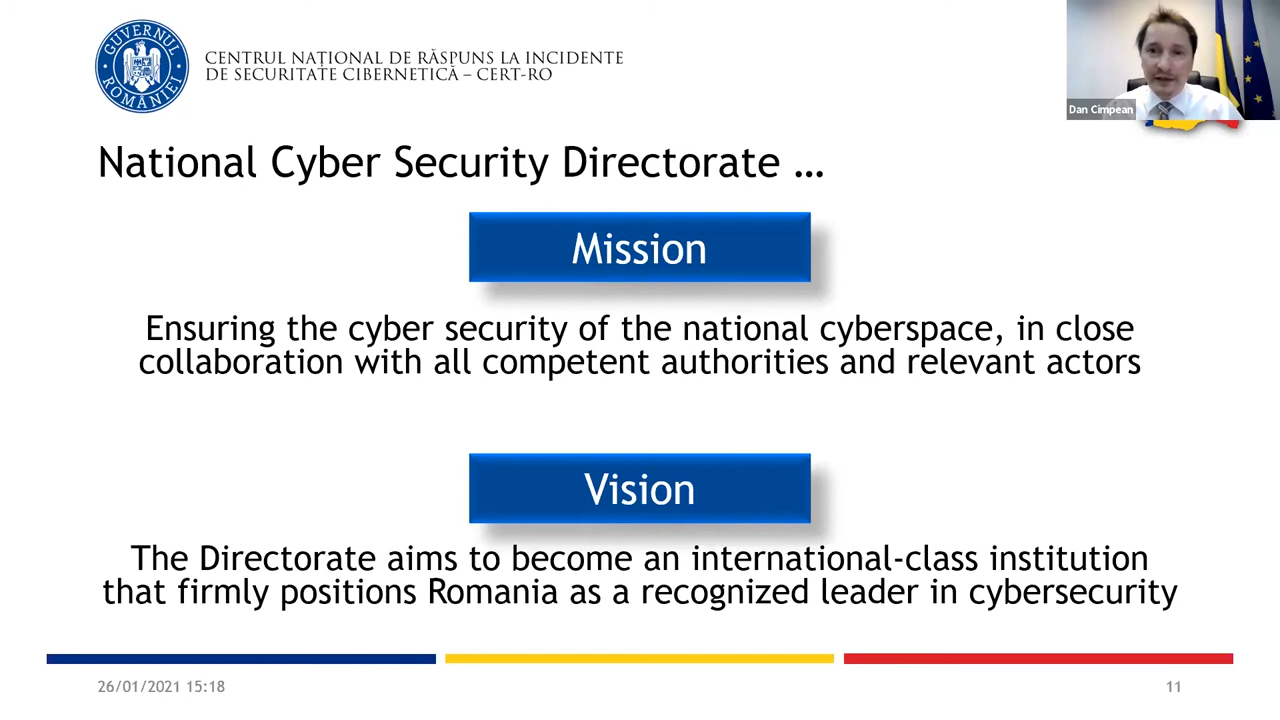 GUVERNUL
ROMÂNIEI
CENTRUL NAȚIONAL DE RĂSPUNS LA INCIDENTE
DE SECURITATE CIBERNETICĂ – CERT-RO
Dan Cimpean
National Cyber Security Directorate ...
Mission
Ensuring the cyber security of the national cyberspace, in close
collaboration with all competent authorities and relevant actors
Vision
The Directorate aims to become an international-class institution
that firmly positions Romania as a recognized leader in cybersecurity
26/01/2021 15:18
11